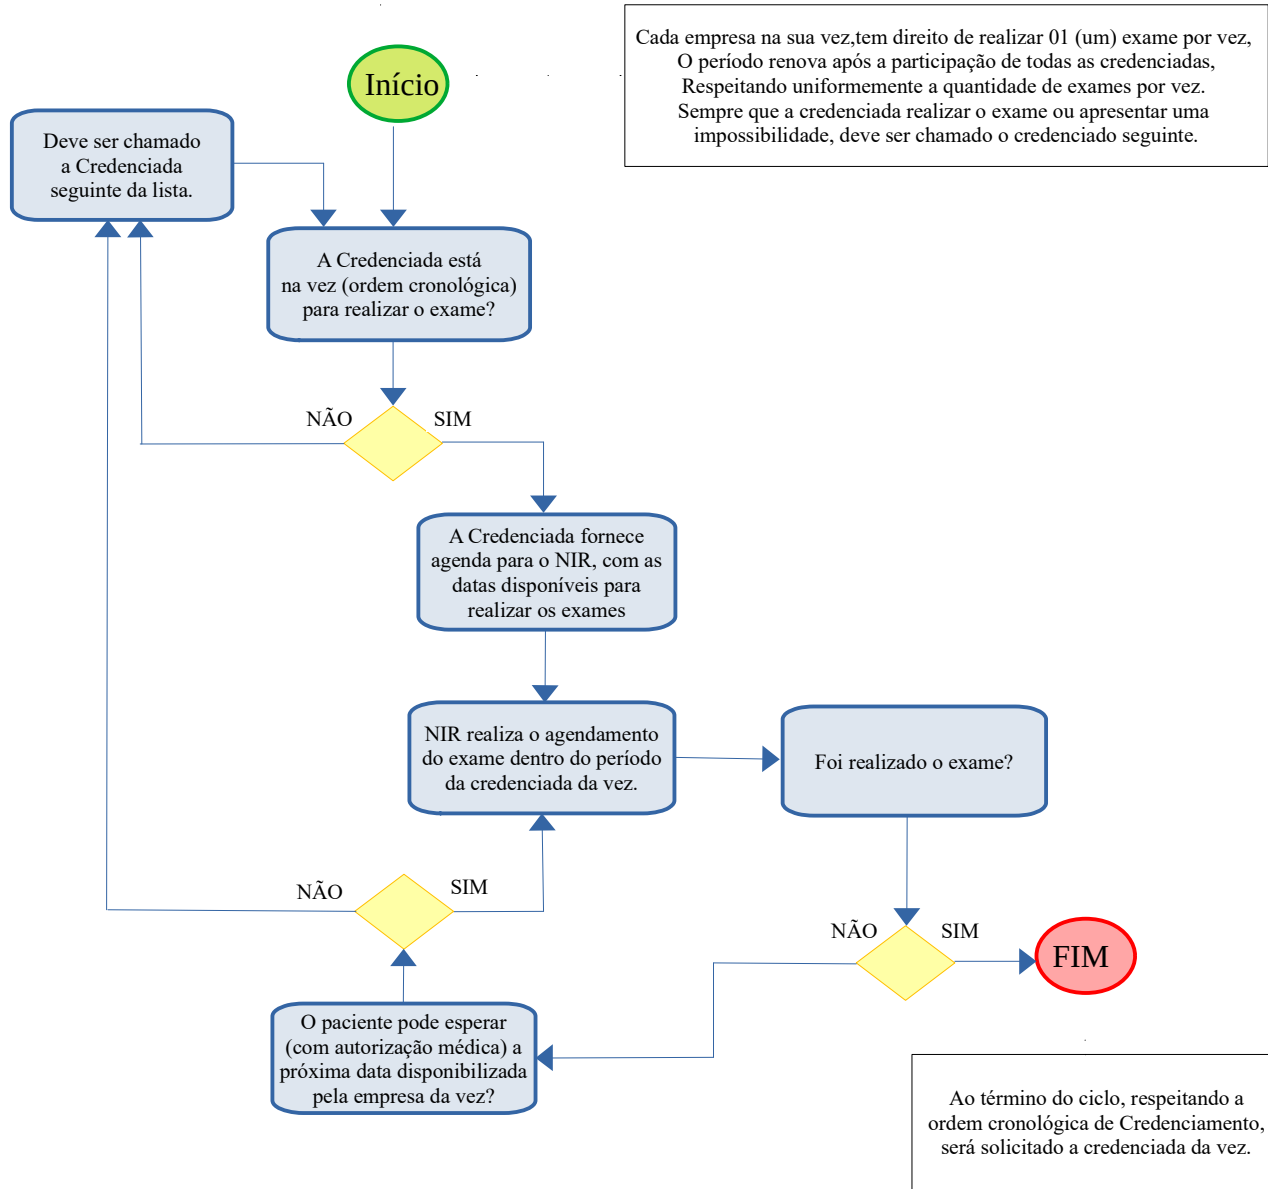 Cada empresa na sua vez,tem direito de realizar 01 (um) exame por vez,
O período renova após a participação de todas as credenciadas,
Respeitando uniformemente a quantidade de exames por vez.
Sempre que a credenciada realizar o exame ou apresentar uma
impossibilidade, deve ser chamado o credenciado seguinte.
Início
Deve ser chamado
a Credenciada
seguinte da lista.
A Credenciada está
na vez (ordem cronológica)
para realizar o exame?
NÃO
SIM
A Credenciada fornece
agenda para o NIR, com as
datas disponíveis para
realizar os exames
NIR realiza o agendamento
do exame dentro do período
da credenciada da vez.
Foi realizado o exame?
NÃO
SIM
NÃO
SIM
FIM
O paciente pode esperar
(com autorização médica) a
próxima data disponibilizada
pela empresa da vez?
Ao término do ciclo, respeitando a
ordem cronológica de Credenciamento,
será solicitado a credenciada da vez.